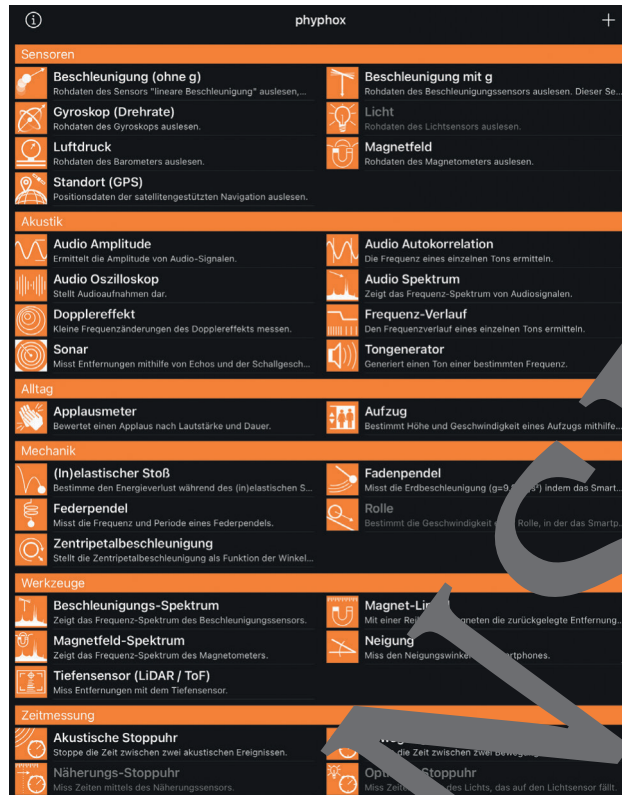 phyphox
Sensoren
Beschleunigung (ohne g)
Rohdaten des Sensors "lineare Beschleunigung" auslesen,...
Beschleunigung mit g
Rohdaten des Beschleunigungssensors auslesen. Dieser Se...
Gyroskop (Drehrate)
Rohdaten des Gyroskops auslesen.
Licht
Rohdaten des Lichtsensors auslesen.
Luftdruck
Rohdaten des Barometers auslesen.
Magnetfeld
Rohdaten des Magnetometers auslesen.
Standort (GPS)
Positionsdaten der satellitengestützten Navigation auslesen.
Akustik
Audio Amplitude
Ermittelt die Amplitude von Audio-Signalen.
Audio Autokorrelation
Die Frequenz eines einzelnen Tons ermitteln.
Audio Oszilloskop
Stellt Audioaufnahmen dar.
Audio Spektrum
Zeigt das Frequenz-Spektrum von Audiosignalen.
Dopplereffekt
Kleine Frequenzänderungen des Dopplereffekts messen.
Frequenz-Verlauf
Den Frequenzverlauf eines einzelnen Tons ermitteln.
Sonar
Misst Entfernungen mithilfe von Echos und der Schallgesch...
Tongenerator
Generiert einen Ton einer bestimmten Frequenz.
Alltag
Applausmeter
Bewertet einen Applaus nach Lautstärke und Dauer.
Aufzug
Bestimmt Höhe und Geschwindigkeit eines Aufzugs mithilfe...
Mechanik
(In)elastischer Stoß
Bestimme den Energieverlust während des (in)elastischen S...
Fadenpendel
Misst die Erdbeschleunigung indem das Smart...
Federpendel
Misst die Frequenz und Periode eines Federpendels.
Rolle
Bestimmt die Geschwindigkeit Rolle, in der das Smartp...
Zentripetalbeschleunigung
Stellt die Zentripetalbeschleunigung als Funktion der Winkel...
Werkzeuge
Beschleunigungs-Spektrum
Zeigt das Frequenz-Spektrum des Beschleunigungssensors.
Mit einer die zurückgelegte Entfernung...
Magnetfeld-Spektrum
Zeigt das Frequenz-Spektrum des Magnetometers.
Neigung
Miss den
Tiefensensor (LiDAR / ToF)
Miss Entfernungen mit dem Tiefensensor.
Zeitmessung
Akustische Stoppuhr
Stoppe die Zeit zwischen zwei akustischen Ereignissen.
die Zeit zwischen zwei
Näherungs-Stoppuhr
Miss Zeiten mittels des Näherungssensors.
Stoppuhr
Miss des Lichts, das auf den Lichtsensor fällt.